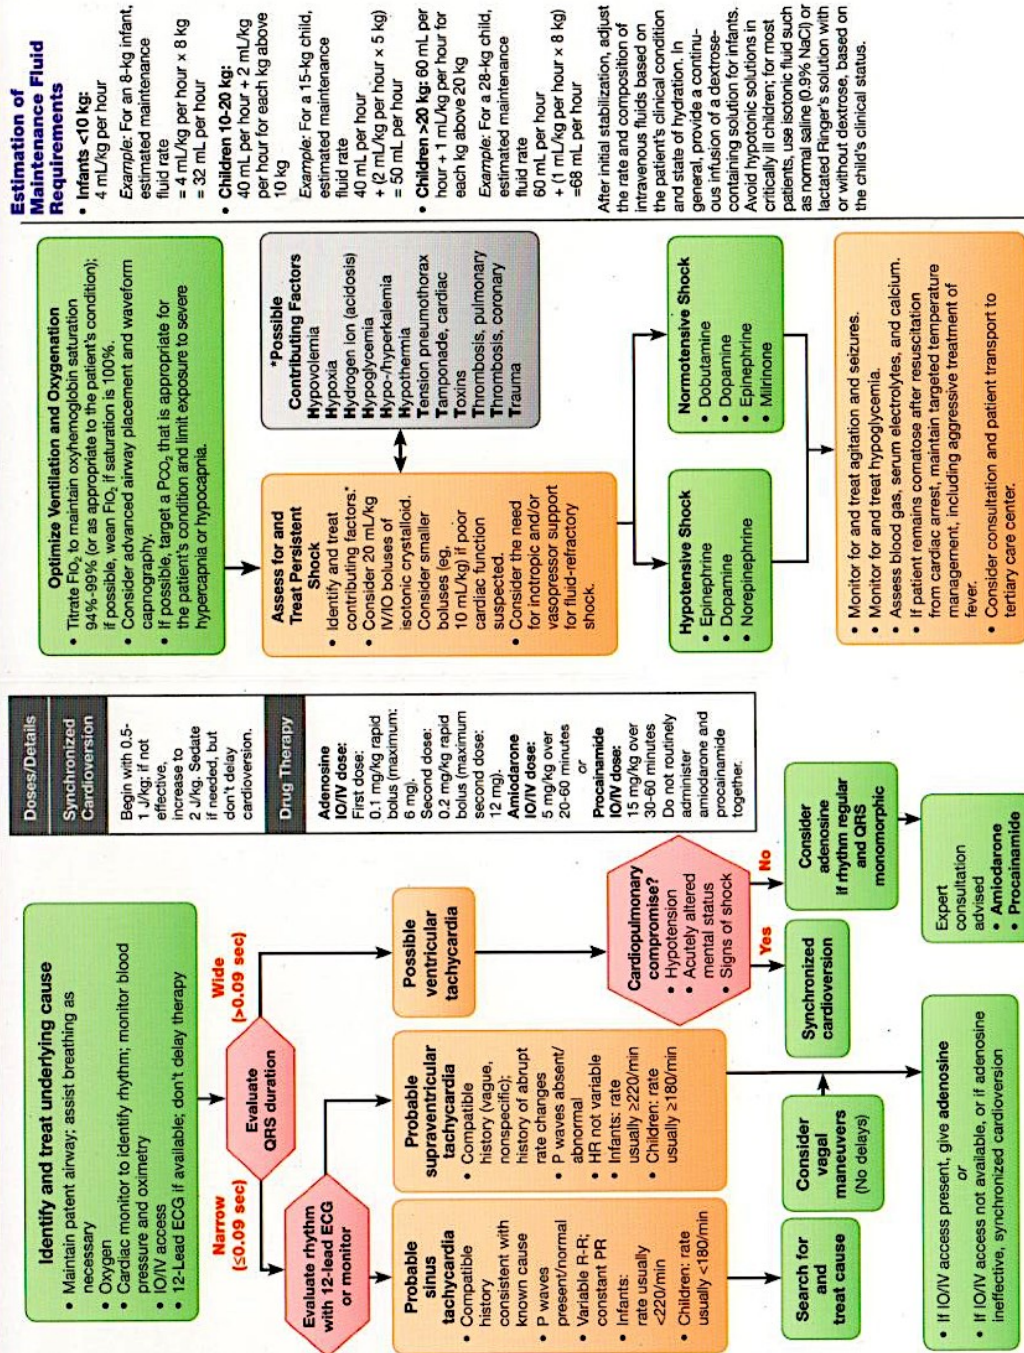 Identify and treat underlying cause
• Maintain patent airway; assist breathing as
necessary
• Oxygen
• Cardiac monitor to identify rhythm; monitor blood
pressure and oximetry
• IO/IV access
• 12-Lead ECG if available; don't delay therapy
Narrow
(≤0.09 sec)
Evaluate
QRS duration
Wide
(>0.09 sec)
Evaluate rhythm
with 12-lead ECG
or monitor
Probable
sinus
tachycardia
• Compatible
history
consistent with
known cause
• P waves
present/normal
• Variable R-R;
constant PR
• Infants:
rate usually
<220/min
• Children: rate
usually <180/min
Probable
supraventricular
tachycardia
• Compatible
history (vague,
nonspecific);
history of abrupt
rate changes
• P waves absent/
abnormal
• HR not variable
• Infants: rate
usually ≥220/min
• Children: rate
usually ≥180/min
Possible
ventricular
tachycardia
Cardiopulmonary
compromise?
• Hypotension
• Acutely altered
mental status
• Signs of shock
Yes
No
Search for
and
treat cause
Consider
vagal
maneuvers
(No delays)
Synchronized
cardioversion
Consider
adenosine
if rhythm regular
and QRS
monomorphic
• If IO/IV access present, give adenosine
or
• If IO/IV access not available, or if adenosine
ineffective, synchronized cardioversion
Expert
consultation
advised
• Amiodarone
• Procainamide
Doses/Details
Synchronized
Cardioversion
Begin with 0.5-
1 J/kg; if not
effective,
increase to
2 J/kg. Sedate
if needed, but
don't delay
cardioversion.
Drug Therapy
Adenosine
IO/IV dose:
First dose:
0.1 mg/kg rapid
bolus (maximum:
6 mg).
Second dose:
0.2 mg/kg rapid
bolus (maximum
second dose:
12 mg).
Amiodarone
IO/IV dose:
5 mg/kg over
20-60 minutes
or
Procainamide
IO/IV dose:
15 mg/kg over
30-60 minutes
Do not routinely
administer
amiodarone and
procainamide
together.
Optimize Ventilation and Oxygenation
• Titrate FiO2 to maintain oxyhemoglobin saturation
94%-99% (or as appropriate to the patient's condition);
if possible, wean FiO2 if saturation is 100%.
• Consider advanced airway placement and waveform
capnography.
• If possible, target a PCO2 that is appropriate for
the patient's condition and limit exposure to severe
hypercapnia or hypocapnia.
Assess for and
Treat Persistent
Shock
• Identify and treat
contributing factors.*
• Consider 20 mL/kg
IV/IO boluses of
isotonic crystalloid.
Consider smaller
boluses (eg,
10 mL/kg) if poor
cardiac function
suspected.
• Consider the need
for inotropic and/or
vasopressor support
for fluid-refractory
shock.
*Possible
Contributing Factors
Hypovolemia
Hypoxia
Hydrogen ion (acidosis)
Hypoglycemia
Hypo-/hyperkalemia
Hypothermia
Tension pneumothorax
Tamponade, cardiac
Toxins
Thrombosis, pulmonary
Thrombosis, coronary
Trauma
Hypotensive Shock
• Epinephrine
• Dopamine
• Norepinephrine
Normotensive Shock
• Dobutamine
• Dopamine
• Epinephrine
• Milrinone
• Monitor for and treat agitation and seizures.
• Monitor for and treat hypoglycemia.
• Assess blood gas, serum electrolytes, and calcium.
• If patient remains comatose after resuscitation
from cardiac arrest, maintain targeted temperature
management, including aggressive treatment of
fever.
• Consider consultation and patient transport to
tertiary care center.
Estimation of
Maintenance Fluid
Requirements
• Infants <10 kg:
4 mL/kg per hour
Example: For an 8-kg infant,
estimated maintenance
fluid rate
= 4 mL/kg per hour × 8 kg
= 32 mL per hour
• Children 10-20 kg:
40 mL per hour + 2 mL/kg
per hour for each kg above
10 kg
Example: For a 15-kg child,
estimated maintenance
fluid rate
40 mL per hour
+ (2 mL/kg per hour × 5 kg)
= 50 mL per hour
• Children >20 kg: 60 mL per
hour + 1 mL/kg per hour for
each kg above 20 kg
Example: For a 28-kg child,
estimated maintenance
fluid rate
60 mL per hour
+ (1 mL/kg per hour × 8 kg)
=68 mL per hour
After initial stabilization, adjust
the rate and composition of
intravenous fluids based on
the patient's clinical condition
and state of hydration. In
general, provide a continu-
ous infusion of a dextrose-
containing solution for infants.
Avoid hypotonic solutions in
critically ill children; for most
patients, use isotonic fluid such
as normal saline (0.9% NaCl) or
lactated Ringer's solution with
or without dextrose, based on
the child's clinical status.